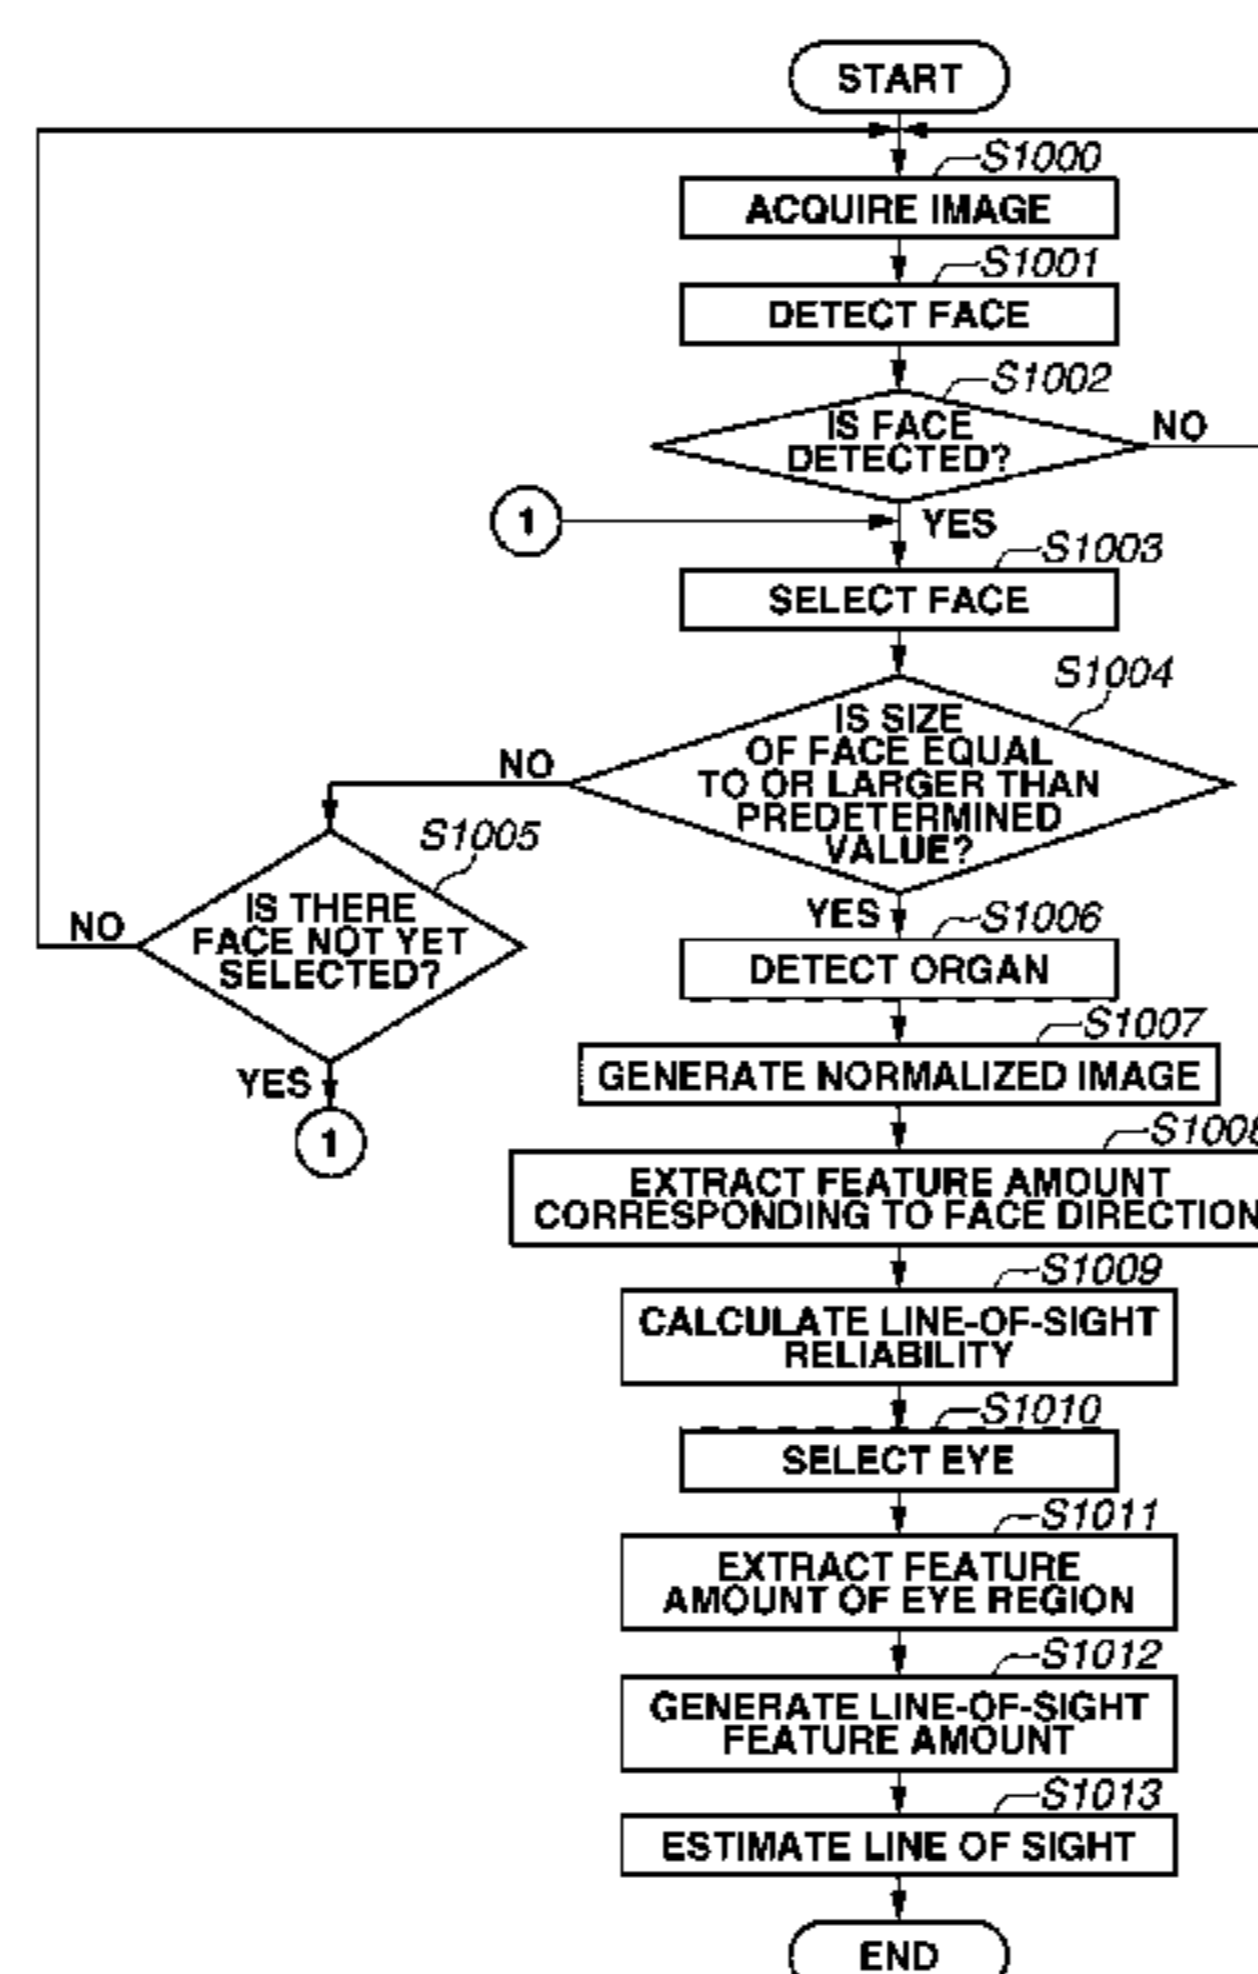 START
S1000
ACQUIRE IMAGE
S1001
DETECT FACE
S1002
IS FACE
DETECTED?
NO
1
YES
S1003
SELECT FACE
S1004
IS SIZE
OF FACE EQUAL
TO OR LARGER THAN
PREDETERMINED
VALUE?
NO
S1005
IS THERE
FACE NOT YET
SELECTED?
NO
YES
1
YES
S1006
DETECT ORGAN
S1007
GENERATE NORMALIZED IMAGE
S1008
EXTRACT FEATURE AMOUNT
CORRESPONDING TO FACE DIRECTION
S1009
CALCULATE LINE-OF-SIGHT
RELIABILITY
S1010
SELECT EYE
S1011
EXTRACT FEATURE
AMOUNT OF EYE REGION
S1012
GENERATE LINE-OF-SIGHT
FEATURE AMOUNT
S1013
ESTIMATE LINE OF SIGHT
END